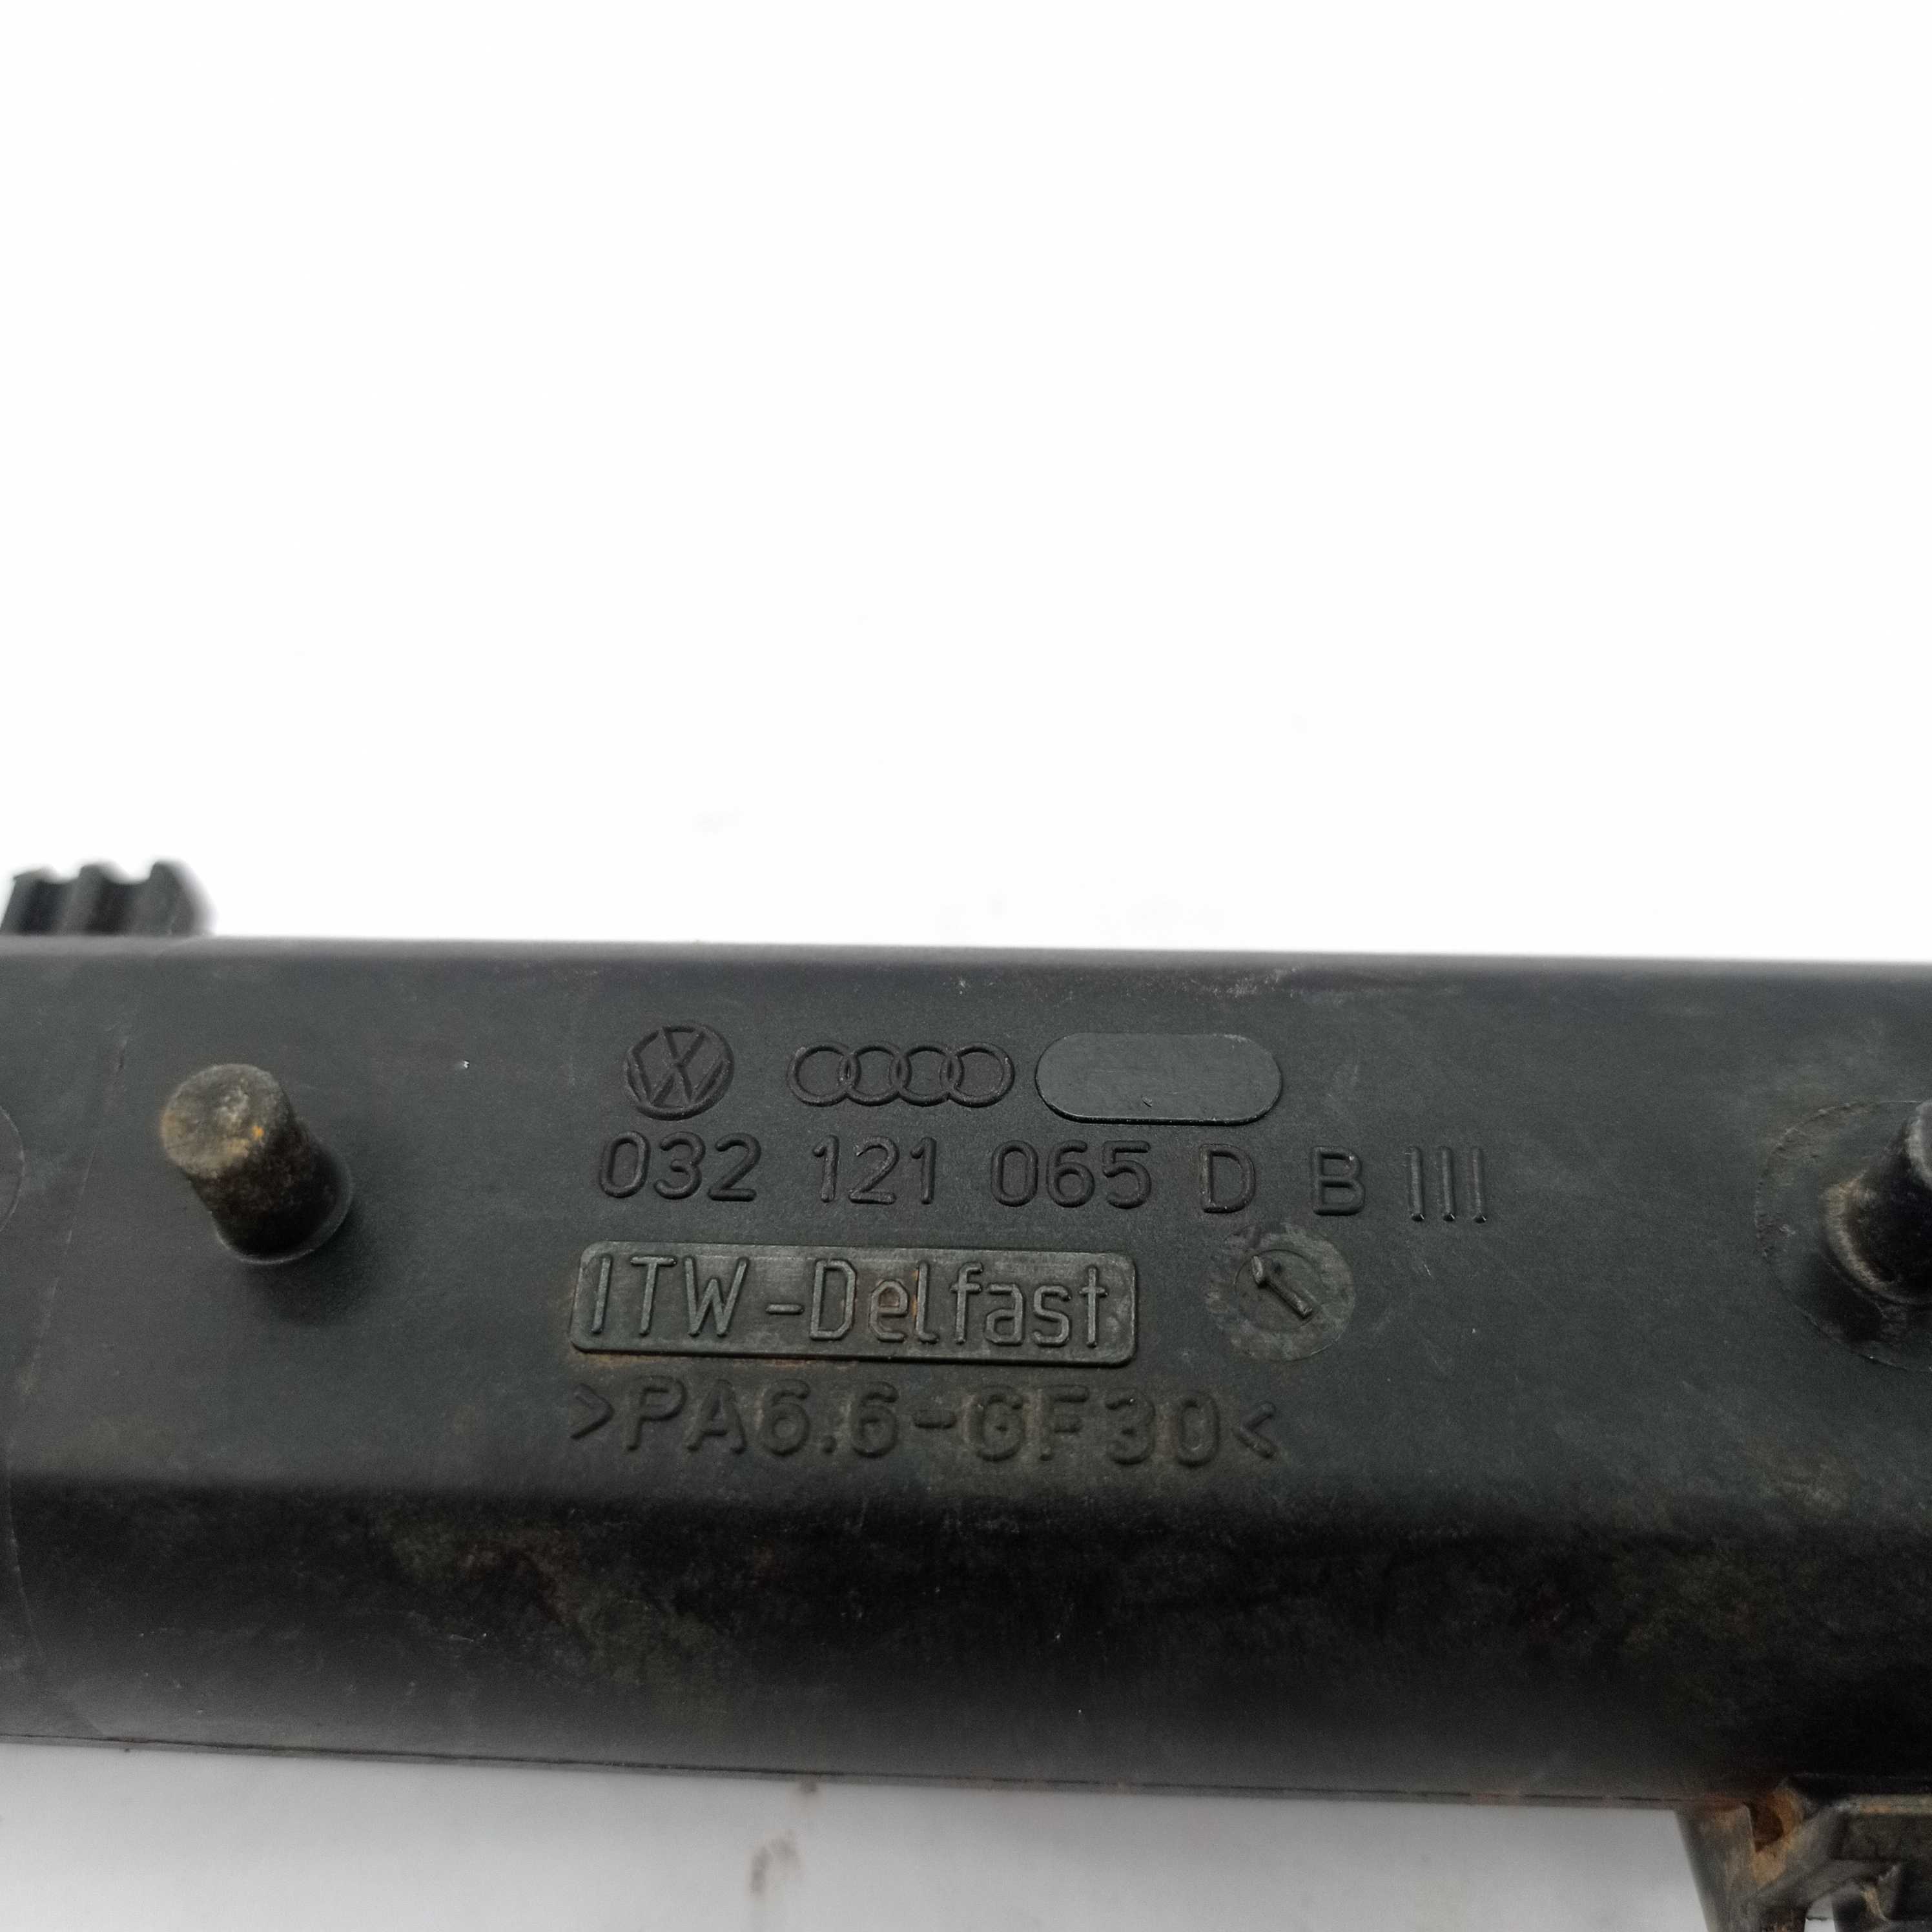 032 121 065 D B III
ITW-Delfast
>PA6.6-GF30<